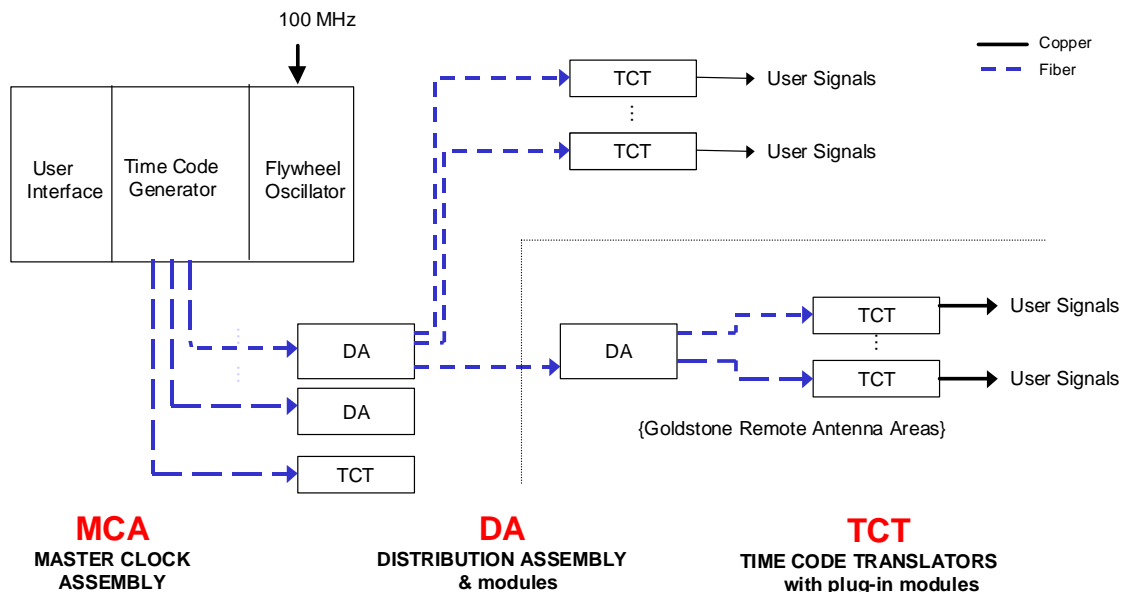 100 MHz
Copper
Fiber
TCT
User Signals
TCT
User Signals
User
Interface
Time Code
Generator
Flywheel
Oscillator
TCT
User Signals
DA
DA
TCT
User Signals
DA
{Goldstone Remote Antenna Areas}
TCT
MCA
MASTER CLOCK
ASSEMBLY
DA
DISTRIBUTION ASSEMBLY
& modules
TCT
TIME CODE TRANSLATORS
with plug-in modules